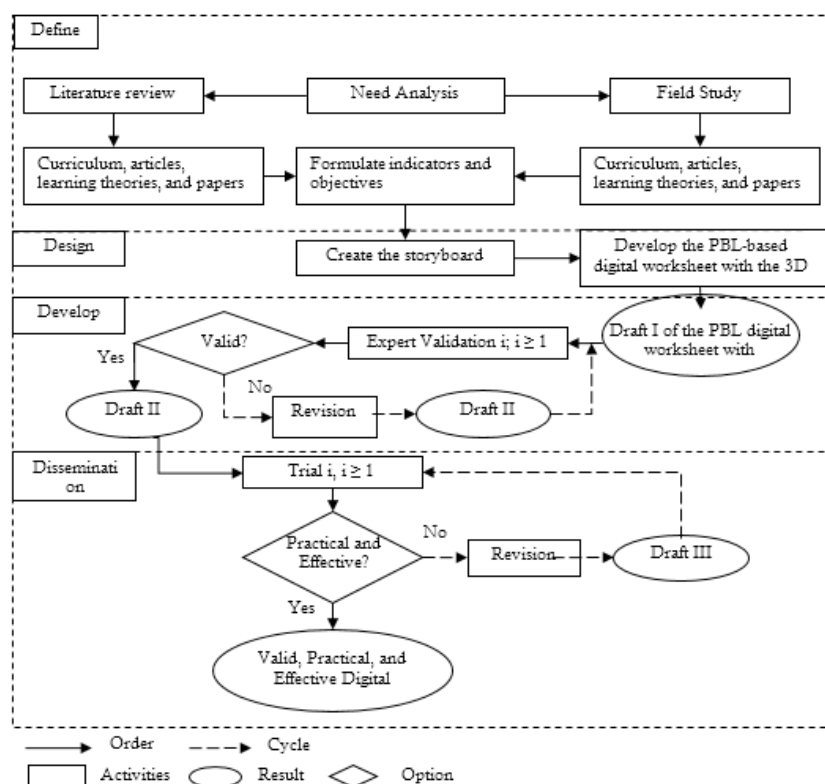 Define
Literature review
Need Analysis
Field Study
Curriculum, articles,
learning theories, and papers
Formulate indicators and
objectives
Curriculum, articles,
learning theories, and papers
Design
Create the storyboard
Develop the PBL-based
digital worksheet with the 3D
Develop
Yes
Valid?
Expert Validation i; i ≥ 1
Draft I of the PBL digital
worksheet with
No
Draft II
Revision
Draft II
Disseminati
on
Trial i, i ≥ 1
Practical and
Effective?
No
Revision
Draft III
Yes
Valid, Practical, and
Effective Digital
Order
Cycle
Activities
Result
Option